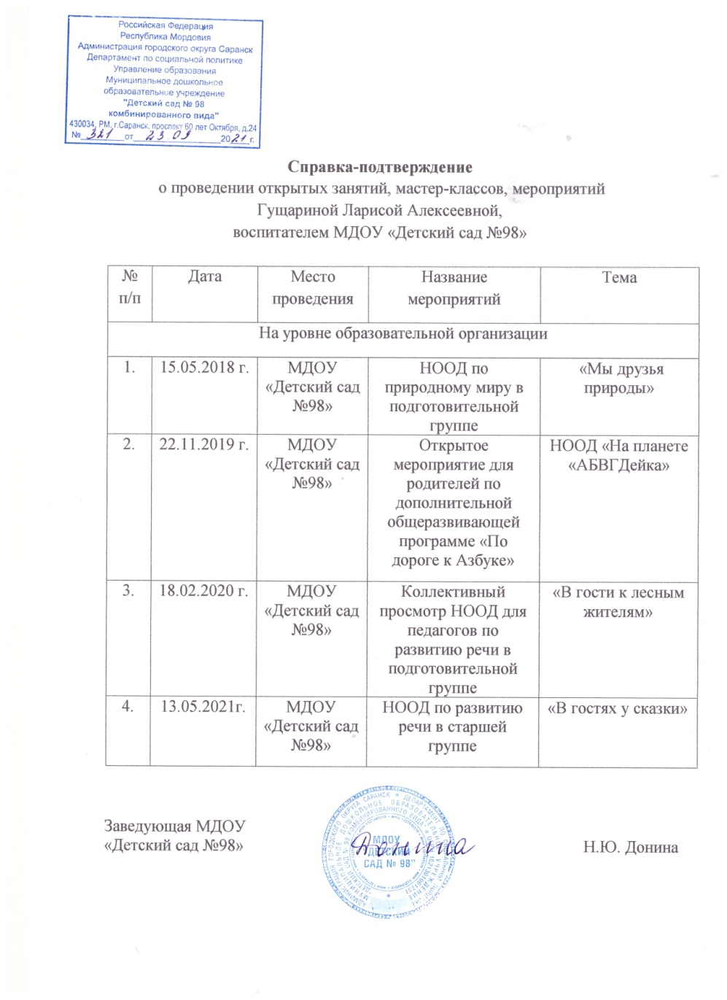 Российская Федерация
Республика Мордовия
Администрация городского округа Саранск
Департамент по социальной политике
Управление образования
Муниципальное дошкольное
образовательное учреждение
"Детский сад № 98
комбинированного вида"
430034, РМ, г.Саранск, проспект 60 лет Октября, д.24
№ 321 от 23 09 2021 г.
Справка-подтверждение
о проведении открытых занятий, мастер-классов, мероприятий
Гущариной Ларисой Алексеевной,
воспитателем МДОУ «Детский сад №98»
№ п/п
Дата
Место проведения
Название мероприятий
Тема
На уровне образовательной организации
1.
15.05.2018 г.
МДОУ
«Детский сад
№98»
НООД по
природному миру в
подготовительной
группе
«Мы друзья
природы»
2.
22.11.2019 г.
МДОУ
«Детский сад
№98»
Открытое
мероприятие для
родителей по
дополнительной
общеразвивающей
программе «По
дороге к Азбуке»
НООД «На планете
«АБВГДейка»
3.
18.02.2020 г.
МДОУ
«Детский сад
№98»
Коллективный
просмотр НООД для
педагогов по
развитию речи в
подготовительной
группе
«В гости к лесным
жителям»
4.
13.05.2021г.
МДОУ
«Детский сад
№98»
НООД по развитию
речи в старшей
группе
«В гостях у сказки»
Заведующая МДОУ
«Детский сад №98»
МДОУ
"ДЕТСКИЙ
САД № 98"
Донина
Н.Ю. Донина